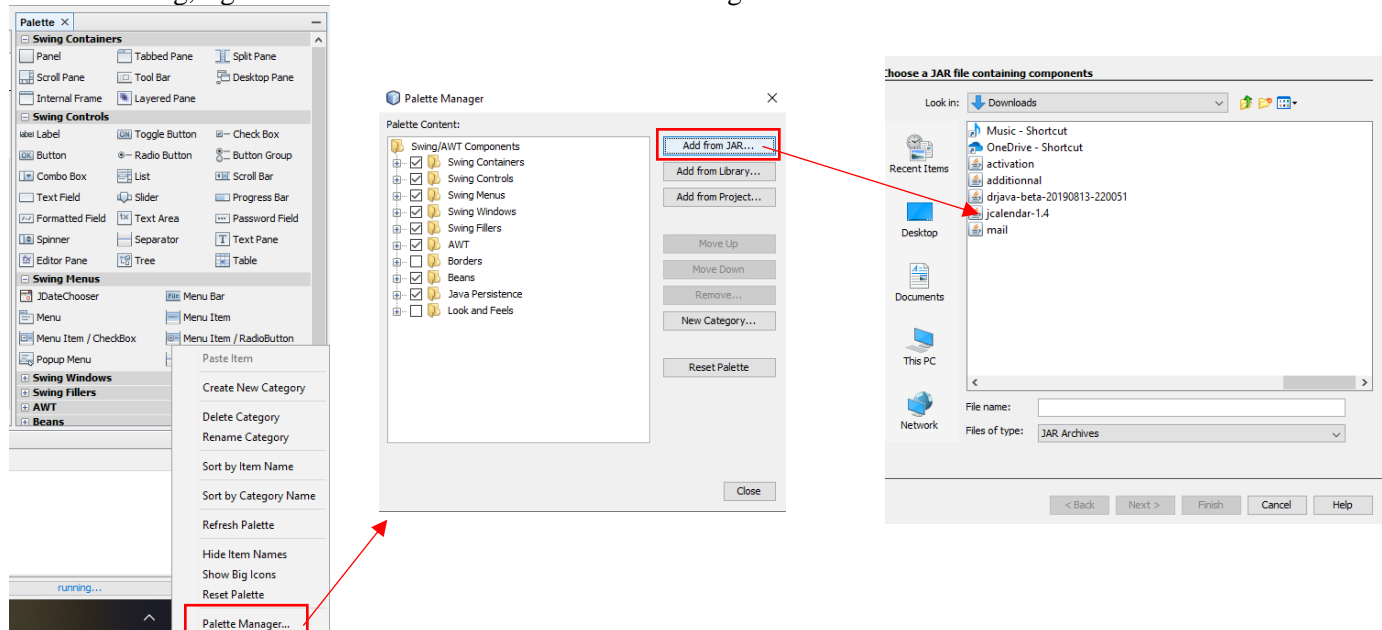 Palette
Swing Containers
Panel Tabbed Pane Split Pane
Scroll Pane Tool Bar Desktop Pane
Internal Frame Layered Pane
Swing Controls
label Label ON Toggle Button Check Box
OK Button Radio Button Button Group
Combo Box List Scroll Bar
Text Field Slider Progress Bar
Formatted Field Text Area Password Field
Spinner Separator T Text Pane
Editor Pane Tree Table
Swing Menus
JDateChooser File Menu Bar
Menu Menu Item
Menu Item / CheckBox Menu Item / RadioButton
Popup Menu
Swing Windows
Swing Fillers
AWT
Beans
running...
Paste Item
Create New Category
Delete Category
Rename Category
Sort by Item Name
Sort by Category Name
Refresh Palette
Hide Item Names
Show Big Icons
Reset Palette
Palette Manager...
Palette Manager
Palette Content:
Swing/AWT Components
Swing Containers
Swing Controls
Swing Menus
Swing Windows
Swing Fillers
AWT
Borders
Beans
Java Persistence
Look and Feels
Add from JAR...
Add from Library...
Add from Project...
Move Up
Move Down
Remove...
New Category...
Reset Palette
Close
Choose a JAR file containing components
Look in: Downloads
Recent Items
Desktop
Documents
This PC
Network
Music - Shortcut
OneDrive - Shortcut
activation
additionnal
drjava-beta-20190813-220051
jcalendar-1.4
mail
File name:
Files of type: JAR Archives
< Back Next > Finish Cancel Help